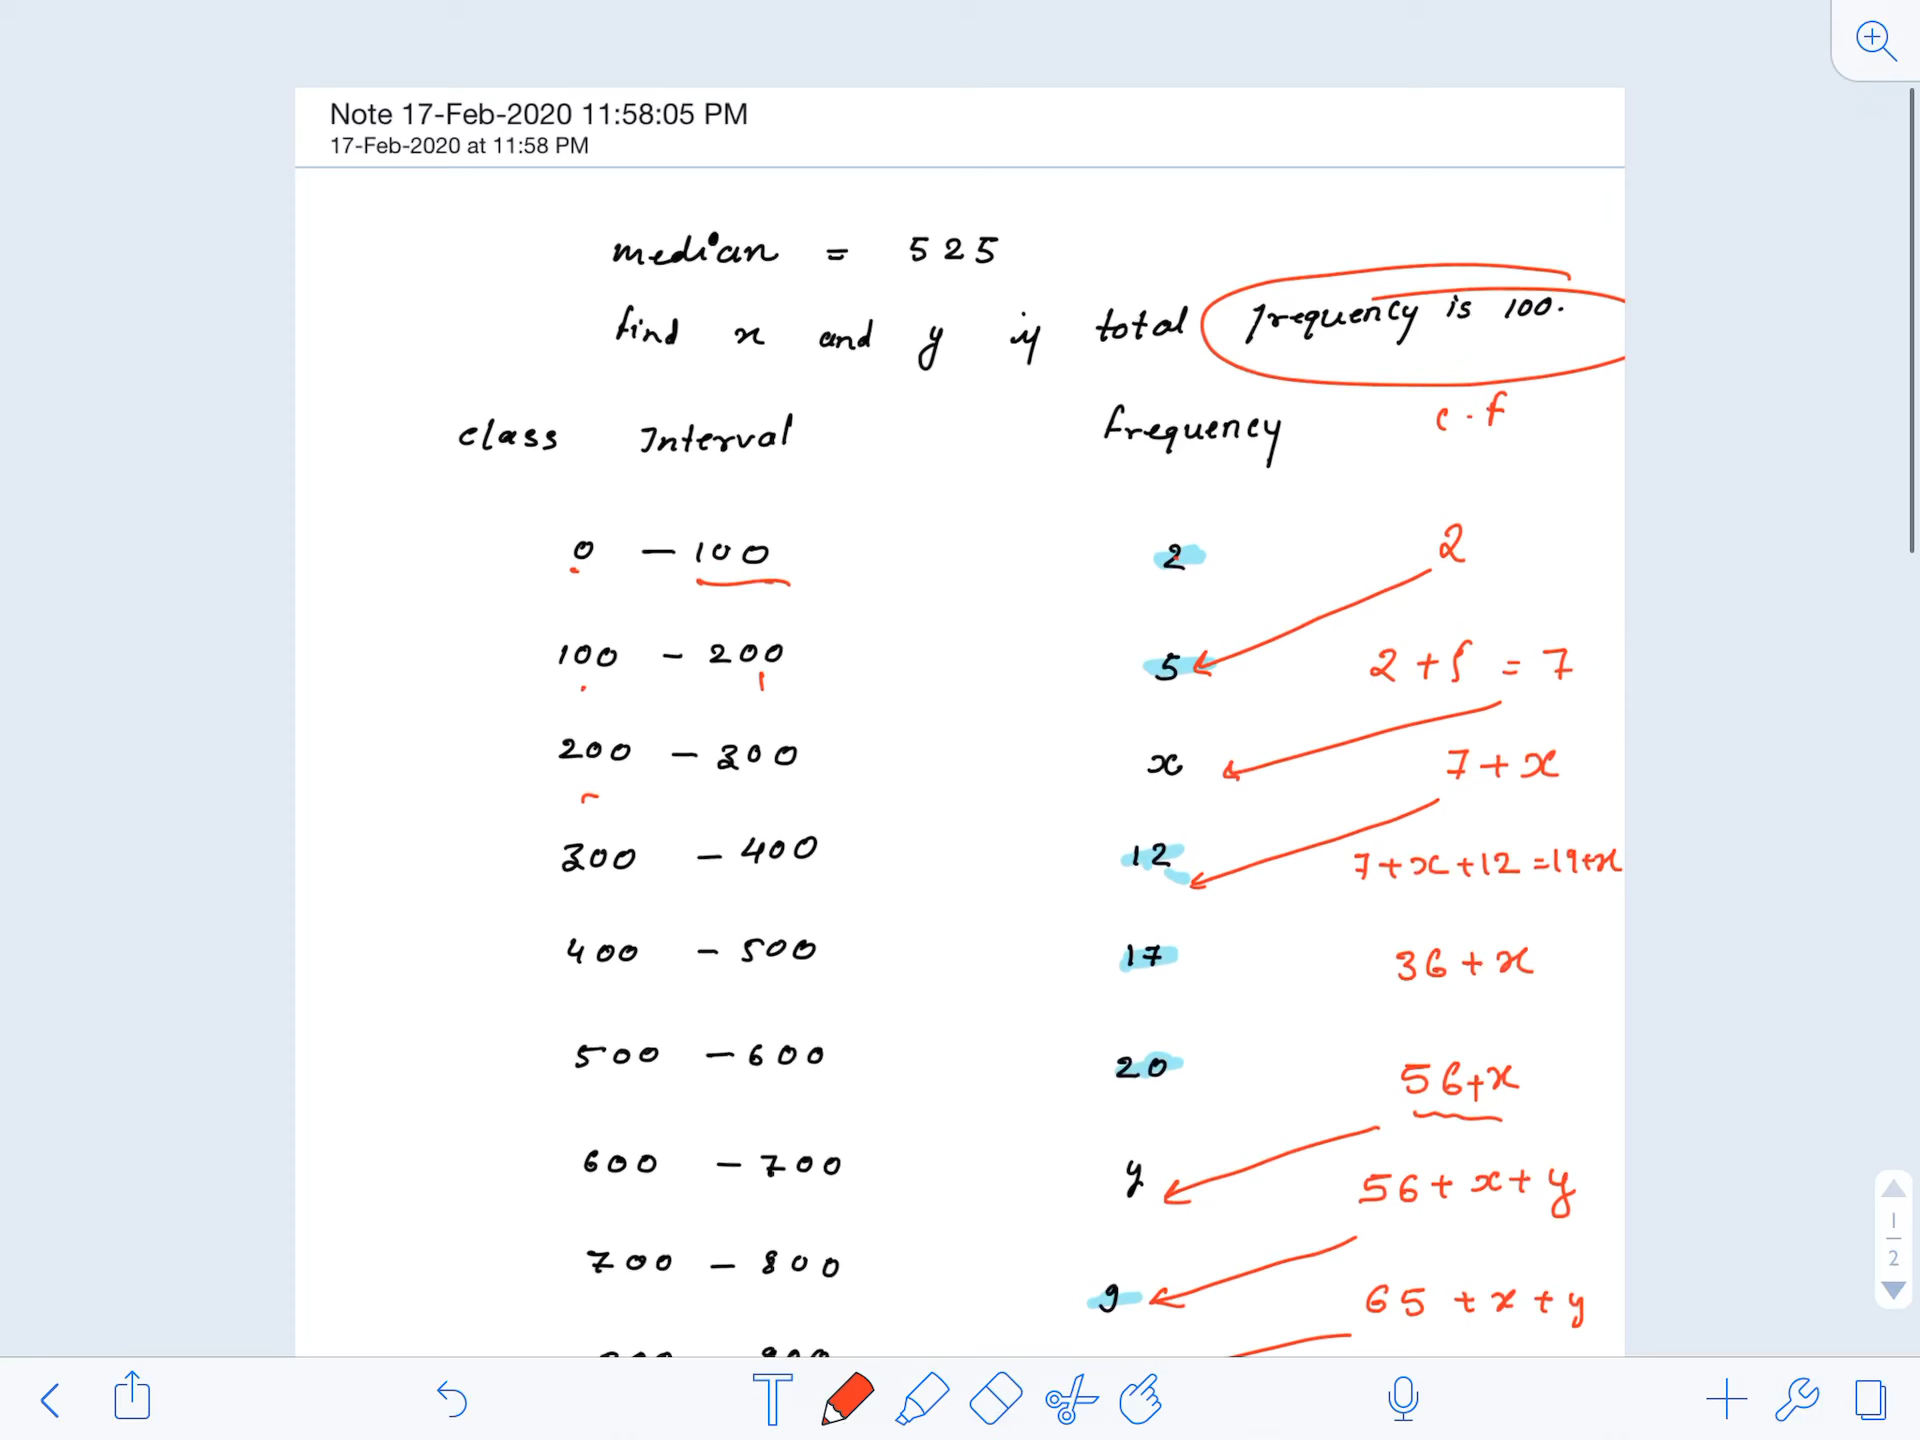 Note 17-Feb-2020 11:58:05 PM
17-Feb-2020 at 11:58 PM
median = 525
find x and y if total frequency is 100.
class Interval frequency c.f
0 - 100 2 2
100 - 200 5 2 + 5 = 7
200 - 300 x 7 + x
300 - 400 12 7 + x + 12 = 19+x
400 - 500 17 36 + x
500 - 600 20 56+x
600 - 700 y 56 + x + y
700 - 800 9 65 + x + y
1
2
T